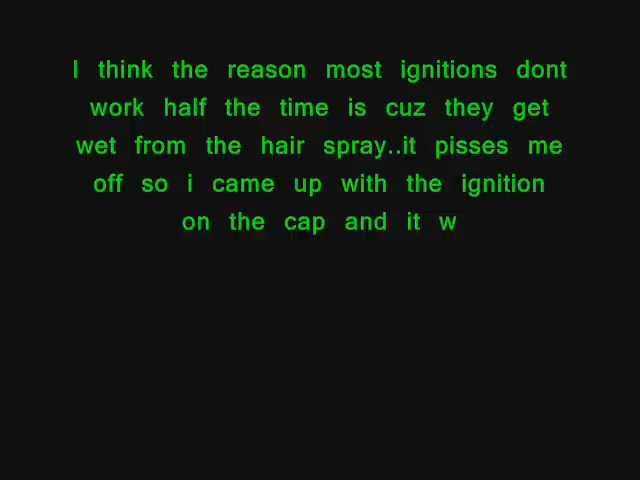 I think the reason most ignitions dont
work half the time is cuz they get
wet from the hair spray..it pisses me
off so i came up with the ignition
on the cap and it w